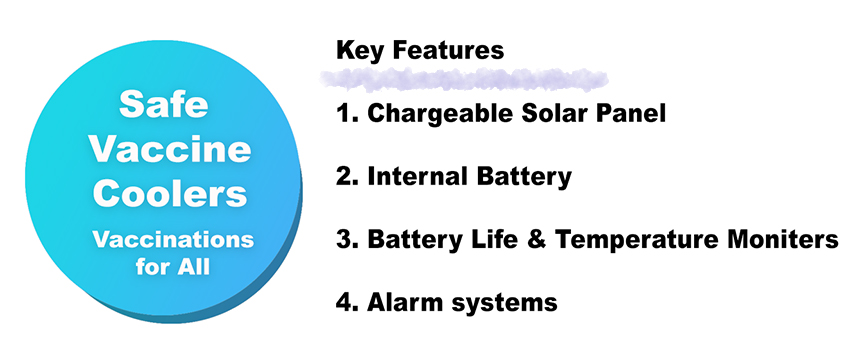 Safe
Vaccine
Coolers
Vaccinations
for All
Key Features
1. Chargeable Solar Panel
2. Internal Battery
3. Battery Life & Temperature Moniters
4. Alarm systems